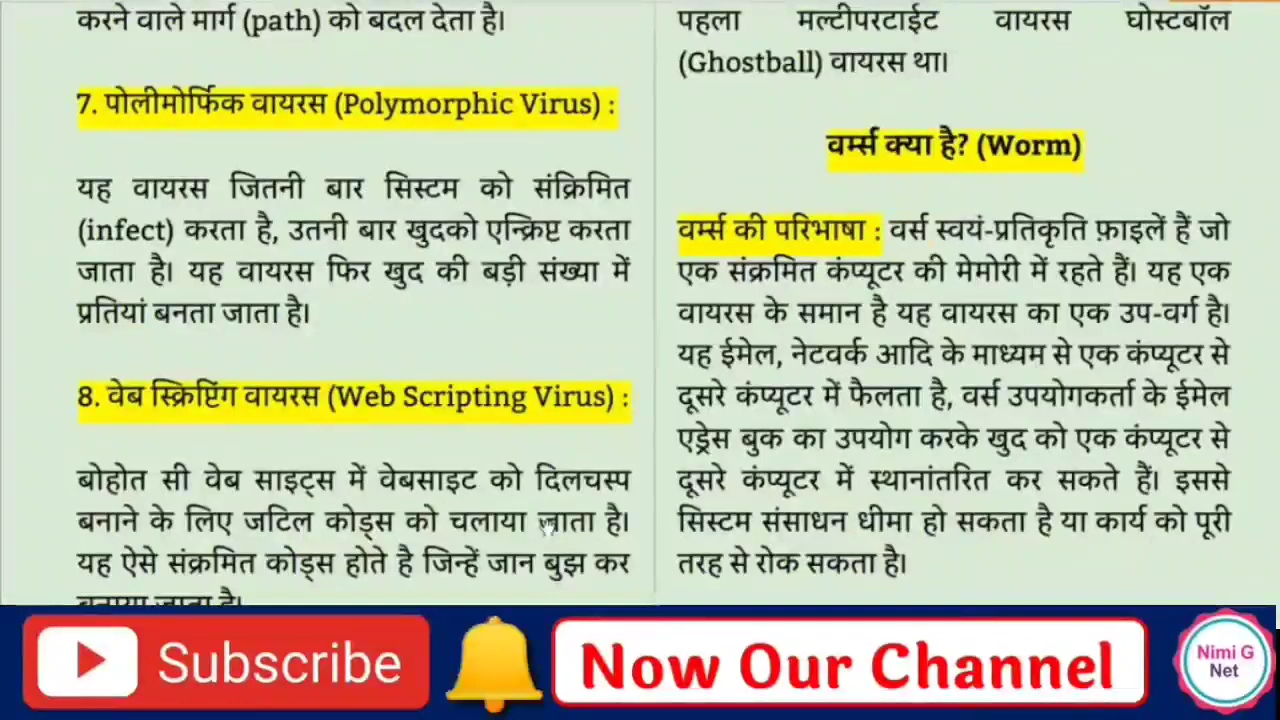 करने वाले मार्ग (path) को बदल देता है।
7. पोलीमोर्फिक वायरस (Polymorphic Virus) :
यह वायरस जितनी बार सिस्टम को संक्रिमित
(infect) करता है, उतनी बार खुदको एन्क्रिप्ट करता
जाता है। यह वायरस फिर खुद की बड़ी संख्या में
प्रतियां बनता जाता है।
8. वेब स्क्रिप्टिंग वायरस (Web Scripting Virus) :
बोहोत सी वेब साइट्स में वेबसाइट को दिलचस्प
बनाने के लिए जटिल कोड्स को चलाया जाता है।
यह ऐसे संक्रमित कोड्स होते है जिन्हें जान बुझ कर
बनाया जाता है।
पहला मल्टीपरटाईट वायरस घोस्टबॉल
(Ghostball) वायरस था।
वर्म्स क्या है? (Worm)
वर्म्स की परिभाषा : वर्स स्वयं-प्रतिकृति फ़ाइलें हैं जो
एक संक्रमित कंप्यूटर की मेमोरी में रहते हैं। यह एक
वायरस के समान है यह वायरस का एक उप-वर्ग है।
यह ईमेल, नेटवर्क आदि के माध्यम से एक कंप्यूटर से
दूसरे कंप्यूटर में फैलता है, वर्स उपयोगकर्ता के ईमेल
एड्रेस बुक का उपयोग करके खुद को एक कंप्यूटर से
दूसरे कंप्यूटर में स्थानांतरित कर सकते हैं। इससे
सिस्टम संसाधन धीमा हो सकता है या कार्य को पूरी
तरह से रोक सकता है।
Subscribe
Now Our Channel
Nimi G
Net